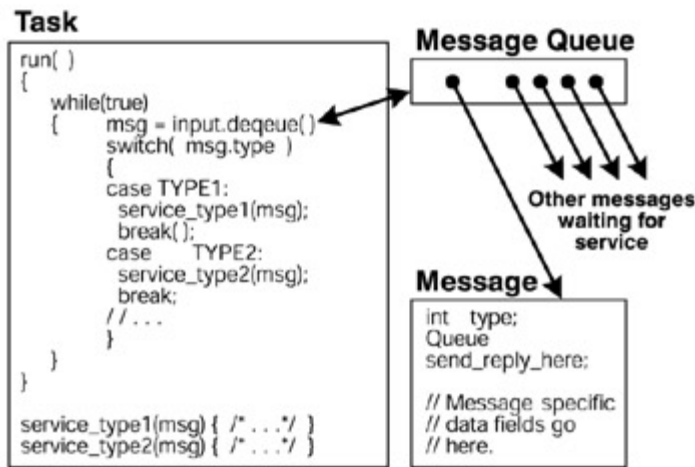 Task
run( )
{
while(true)
{ msg = input.deqeue()
switch( msg.type )
{
case TYPE1:
service_type1(msg);
break( );
case TYPE2:
service_type2(msg);
break;
// . . .
}
}
}
service_type1(msg) { /* . . .*/ }
service_type2(msg) { /* . . .*/ }
Message Queue
Other messages
waiting for
service
Message
int type;
Queue
send_reply_here;
// Message specific
// data fields go
// here.